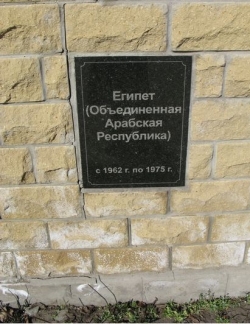 Египет
(Объединенная
Арабская
Республика)
с 1962 г. по 1975 г.